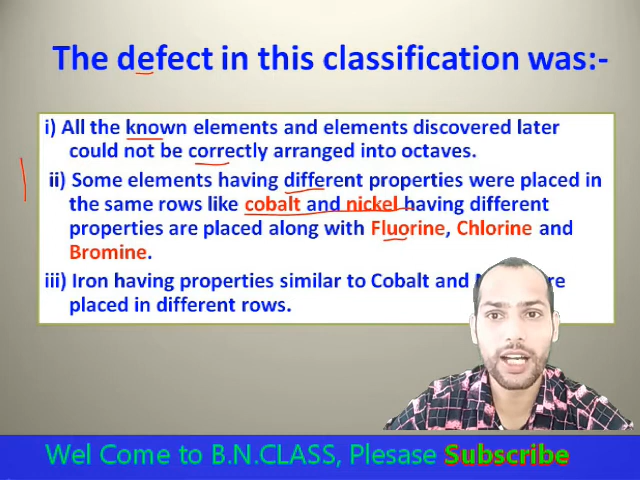 The defect in this classification was:-
i) All the known elements and elements discovered later
could not be correctly arranged into octaves.
ii) Some elements having different properties were placed in
the same rows like cobalt and nickel having different
properties are placed along with Fluorine, Chlorine and
Bromine.
iii) Iron having properties similar to Cobalt and
placed in different rows.
Wel Come to B.N.CLASS, Plesase Subscribe